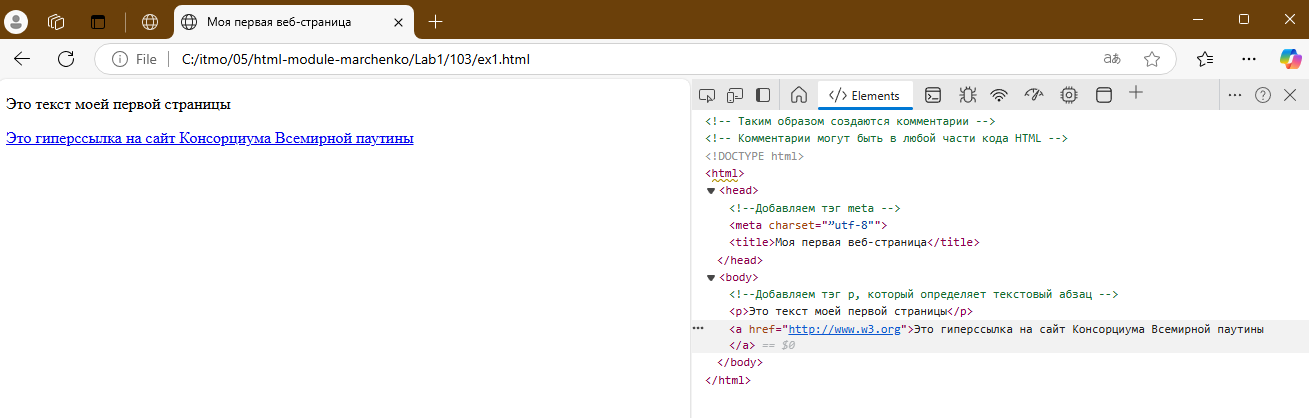 Моя первая веб-страница
File
C:/itmo/05/html-module-marchenko/Lab1/103/ex1.html
аあ
Это текст моей первой страницы
Это гиперссылка на сайт Консорциума Всемирной паутины
Elements
<!-- Таким образом создаются комментарии -->
<!-- Комментарии могут быть в любой части кода HTML -->
<!DOCTYPE html>
<html>
<head>
<!--Добавляем тэг meta -->
<meta charset="”utf-8"">
<title>Моя первая веб-страница</title>
</head>
<body>
<!--Добавляем тэг p, который определяет текстовый абзац -->
<p>Это текст моей первой страницы</p>
<a href="http://www.w3.org">Это гиперссылка на сайт Консорциума Всемирной паутины
</a> == $0
</body>
</html>